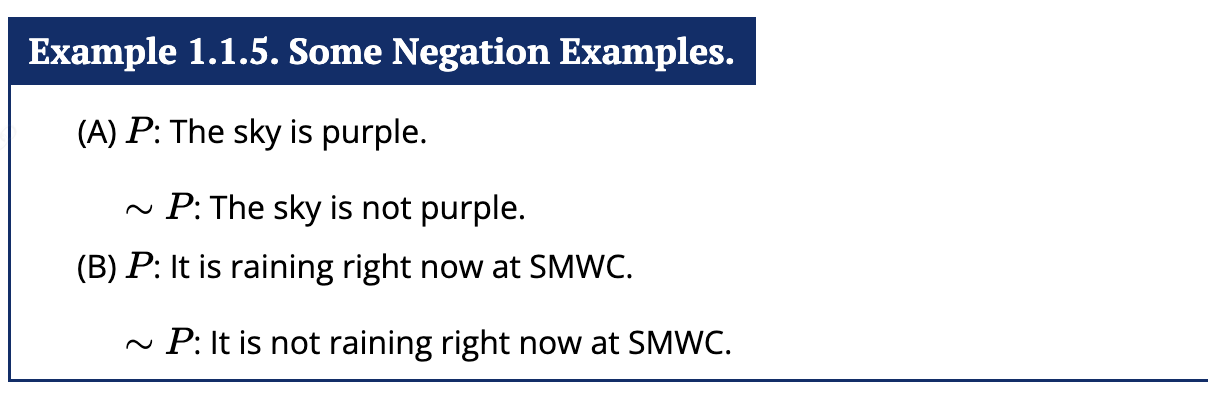 Example 1.1.5. Some Negation Examples.
(A) P: The sky is purple.
∼ P: The sky is not purple.
(B) P: It is raining right now at SMWC.
∼ P: It is not raining right now at SMWC.